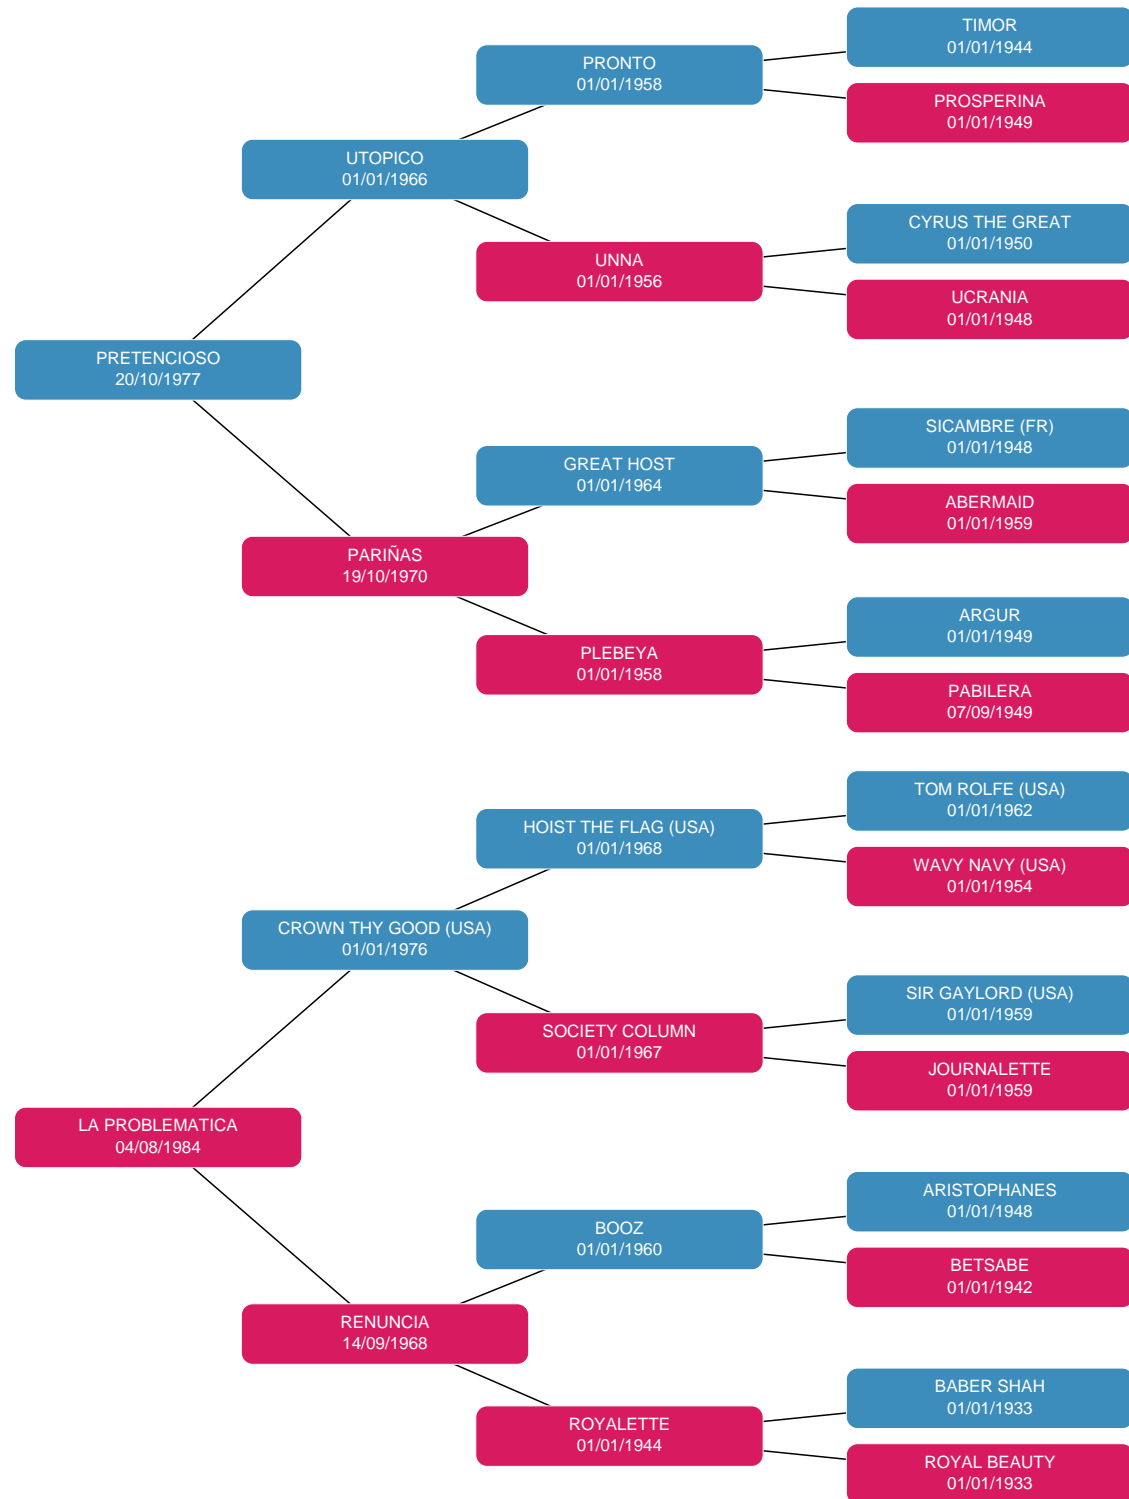 TIMOR
01/01/1944
PRONTO
01/01/1958
PROSPERINA
01/01/1949
UTOPICO
01/01/1966
CYRUS THE GREAT
01/01/1950
UNNA
01/01/1956
UCRANIA
01/01/1948
PRETENCIOSO
20/10/1977
SICAMBRE (FR)
01/01/1948
GREAT HOST
01/01/1964
ABERMAID
01/01/1959
PARIÑAS
19/10/1970
ARGUR
01/01/1949
PLEBEYA
01/01/1958
PABILERA
07/09/1949
TOM ROLFE (USA)
01/01/1962
HOIST THE FLAG (USA)
01/01/1968
WAVY NAVY (USA)
01/01/1954
CROWN THY GOOD (USA)
01/01/1976
SIR GAYLORD (USA)
01/01/1959
SOCIETY COLUMN
01/01/1967
JOURNALETTE
01/01/1959
LA PROBLEMATICA
04/08/1984
ARISTOPHANES
01/01/1948
BOOZ
01/01/1960
BETSABE
01/01/1942
RENUNCIA
14/09/1968
BABER SHAH
01/01/1933
ROYALETTE
01/01/1944
ROYAL BEAUTY
01/01/1933